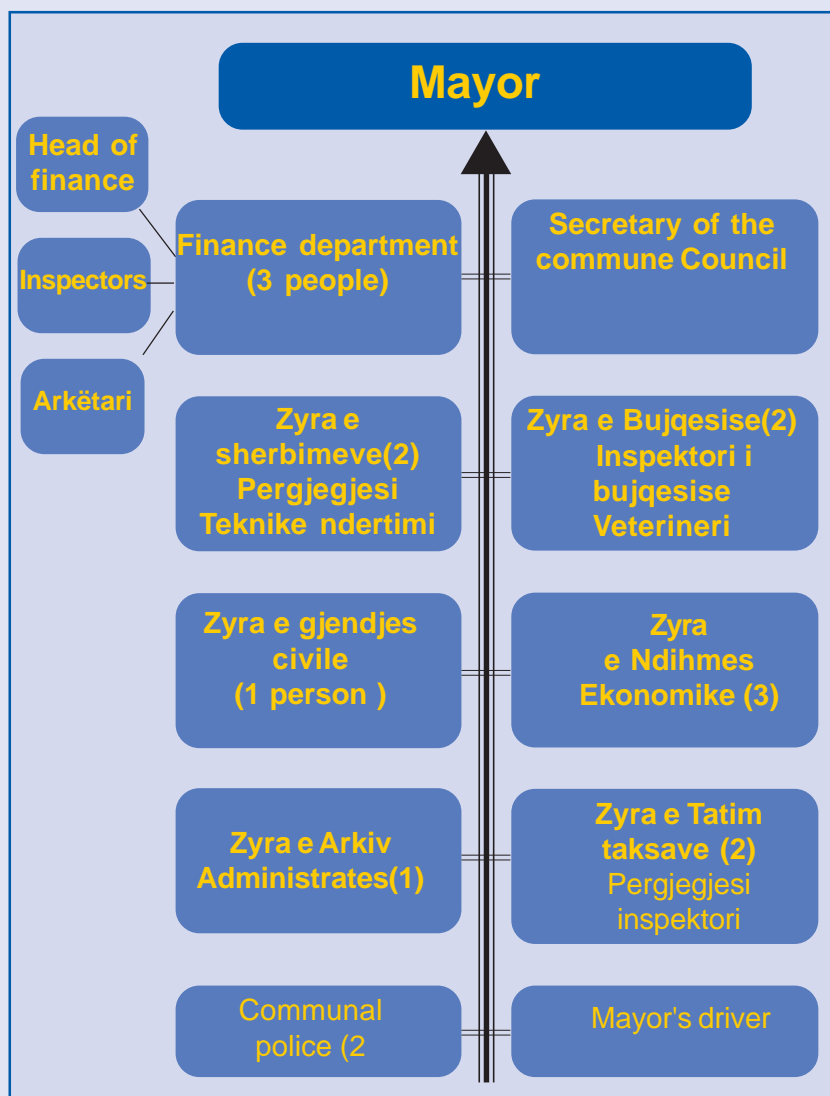 Mayor
Head of
finance
Inspectors
Arkëtari
Finance department
(3 people)
Secretary of the
commune Council
Zyra e
sherbimeve(2)
Pergjegjesi
Teknike ndertimi
Zyra e Bujqesise(2)
Inspektori i
bujqesise
Veterineri
Zyra e gjendjes
civile
(1 person )
Zyra
e Ndihmes
Ekonomike (3)
Zyra e Arkiv
Administrates(1)
Zyra e Tatim
taksave (2)
Pergjegjesi
inspektori
Communal
police (2
Mayor's driver